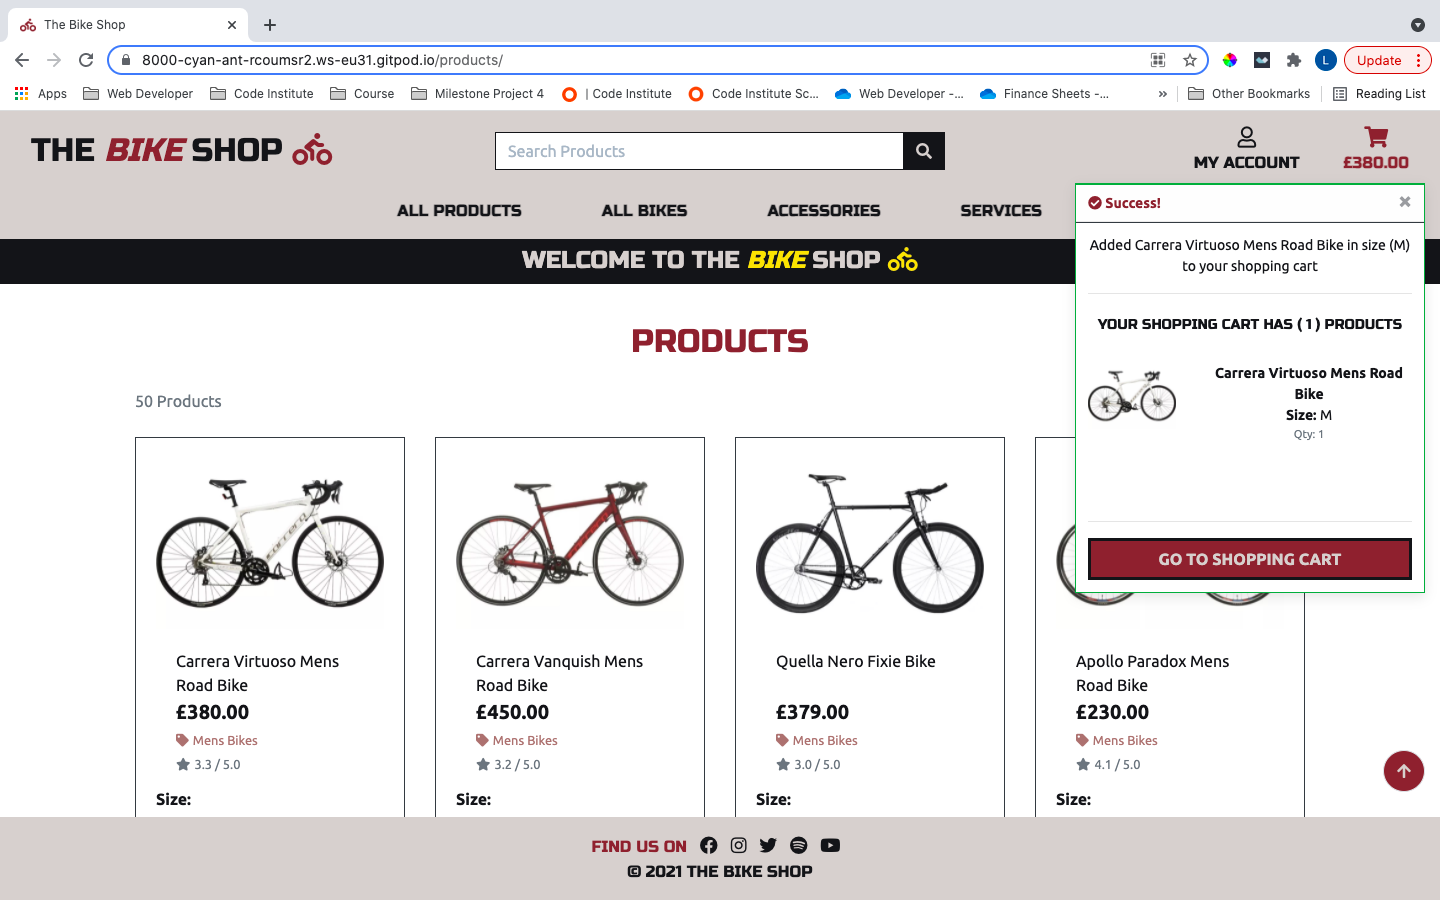 The Bike Shop
8000-cyan-ant-rcoumsr2.ws-eu31.gitpod.io/products/
L
Update
Apps
Web Developer
Code Institute
Course
Milestone Project 4
| Code Institute
Code Institute Sc...
Web Developer -...
Finance Sheets -...
»
Other Bookmarks
Reading List
THE BIKE SHOP
Search Products
MY ACCOUNT
£380.00
ALL PRODUCTS
ALL BIKES
ACCESSORIES
SERVICES
WELCOME TO THE BIKE SHOP
Success!
Added Carrera Virtuoso Mens Road Bike in size (M)
to your shopping cart
YOUR SHOPPING CART HAS ( 1 ) PRODUCTS
Carrera Virtuoso Mens Road
Bike
Size: M
Qty: 1
GO TO SHOPPING CART
PRODUCTS
50 Products
Carrera Virtuoso Mens
Road Bike
£380.00
Mens Bikes
3.3 / 5.0
Size:
Carrera Vanquish Mens
Road Bike
£450.00
Mens Bikes
3.2 / 5.0
Size:
Quella Nero Fixie Bike
£379.00
Mens Bikes
3.0 / 5.0
Size:
Apollo Paradox Mens
Road Bike
£230.00
Mens Bikes
4.1 / 5.0
Size:
FIND US ON
© 2021 THE BIKE SHOP